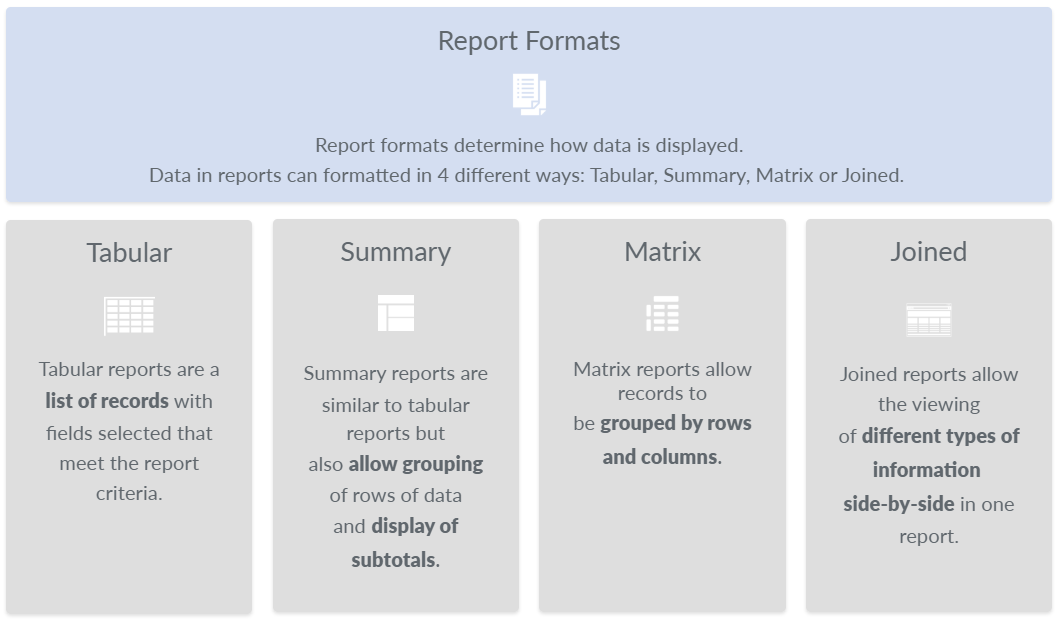 Report Formats
Report formats determine how data is displayed.
Data in reports can formatted in 4 different ways: Tabular, Summary, Matrix or Joined.
Tabular
Tabular reports are a
list of records with
fields selected that
meet the report
criteria.
Summary
Summary reports are
similar to tabular
reports but
also allow grouping
of rows of data
and display of
subtotals.
Matrix
Matrix reports allow
records to
be grouped by rows
and columns.
Joined
Joined reports allow
the viewing
of different types of
information
side-by-side in one
report.